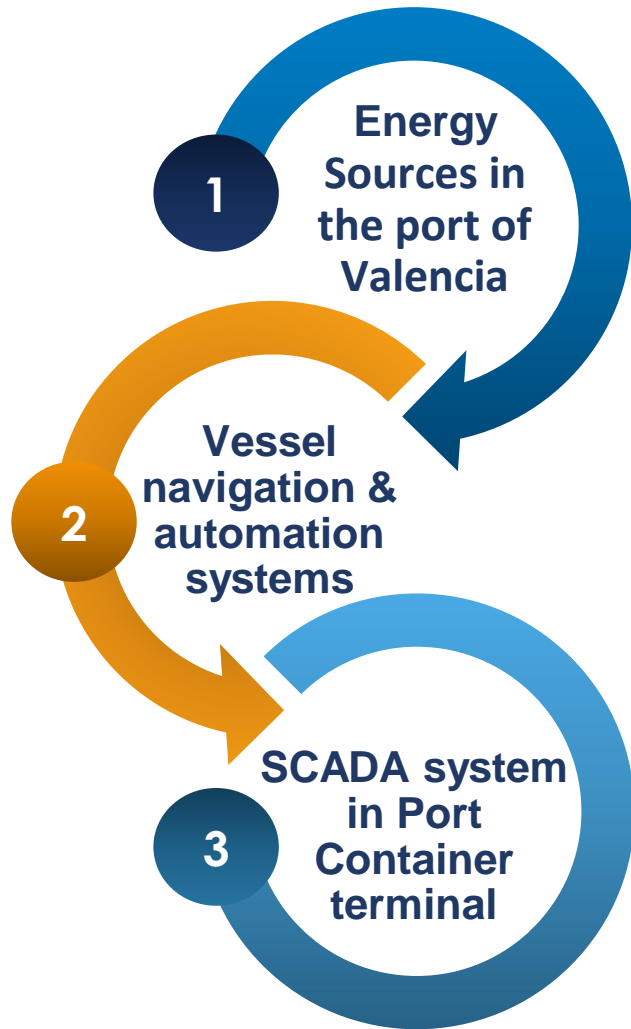 1
Energy
Sources in
the port of
Valencia
2
Vessel
navigation &
automation
systems
3
SCADA system
in Port
Container
terminal